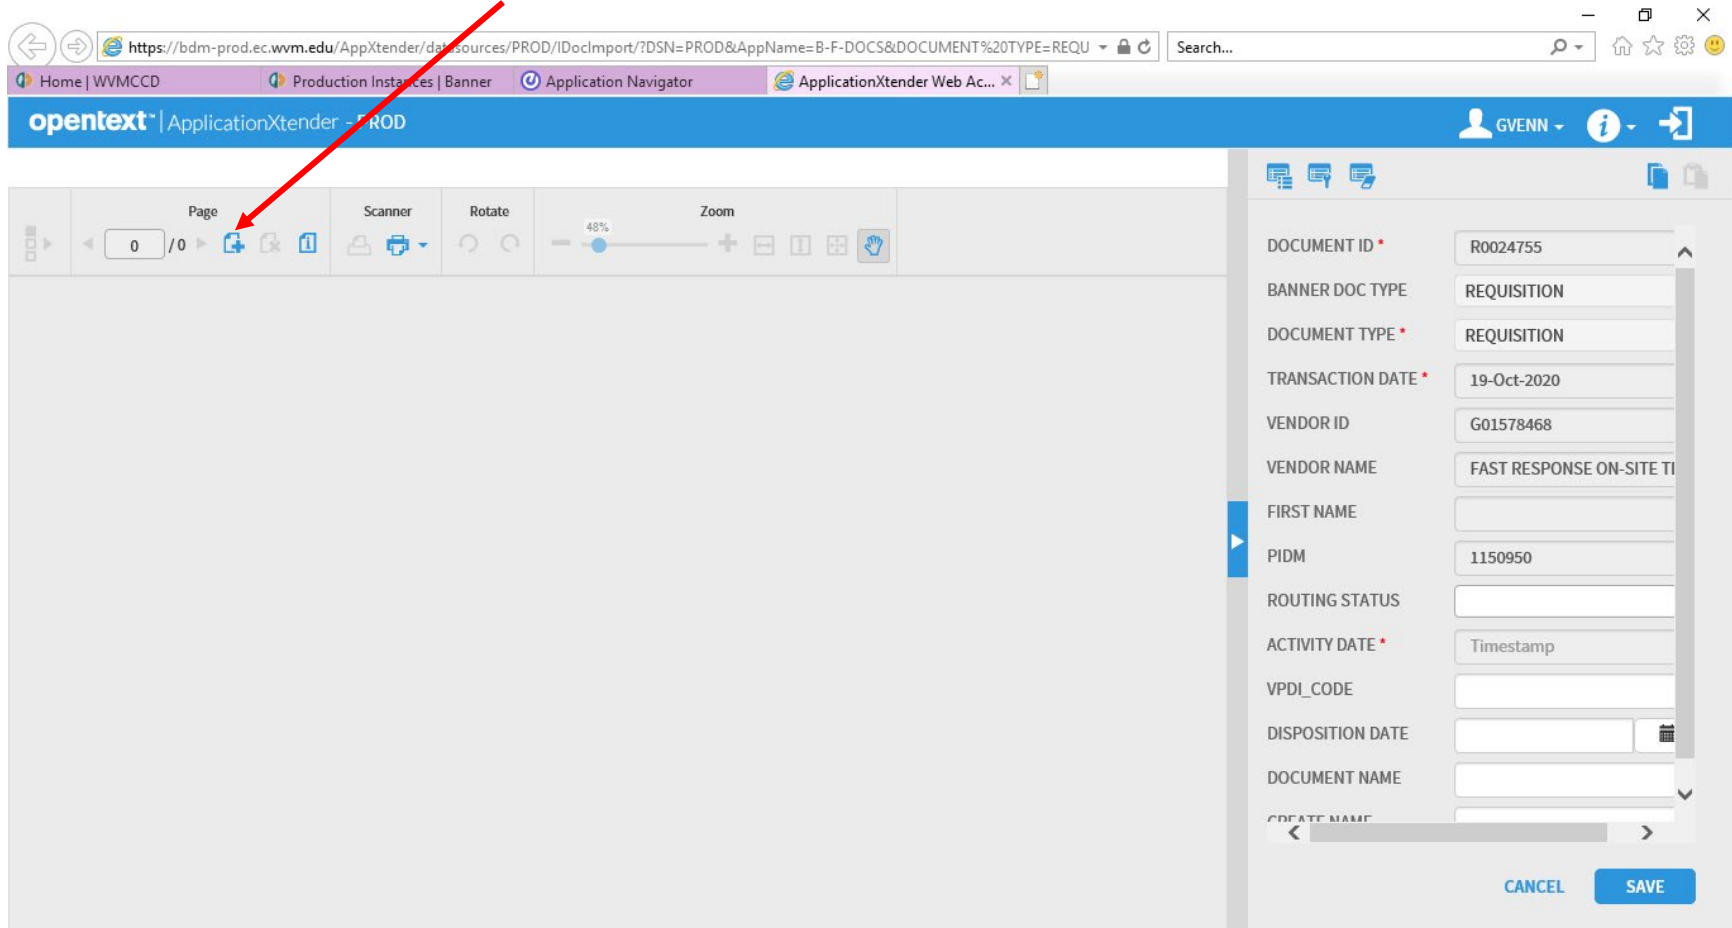 https://bdm-prod.ec.wvm.edu/AppXtender/datasources/PROD/IDocImport/?DSN=PROD&AppName=B-F-DOCS&DOCUMENT%20TYPE=REQU
Search...
Home | WVMCCD
Production Instances | Banner
Application Navigator
ApplicationXtender Web Ac...
opentext™ | ApplicationXtender - PROD
GVENN
Page
Scanner
Rotate
Zoom
0 / 0
48%
DOCUMENT ID * R0024755
BANNER DOC TYPE REQUISITION
DOCUMENT TYPE * REQUISITION
TRANSACTION DATE * 19-Oct-2020
VENDOR ID G01578468
VENDOR NAME FAST RESPONSE ON-SITE
FIRST NAME
PIDM 1150950
ROUTING STATUS
ACTIVITY DATE * Timestamp
VPDI_CODE
DISPOSITION DATE
DOCUMENT NAME
CREATE NAME
CANCEL SAVE